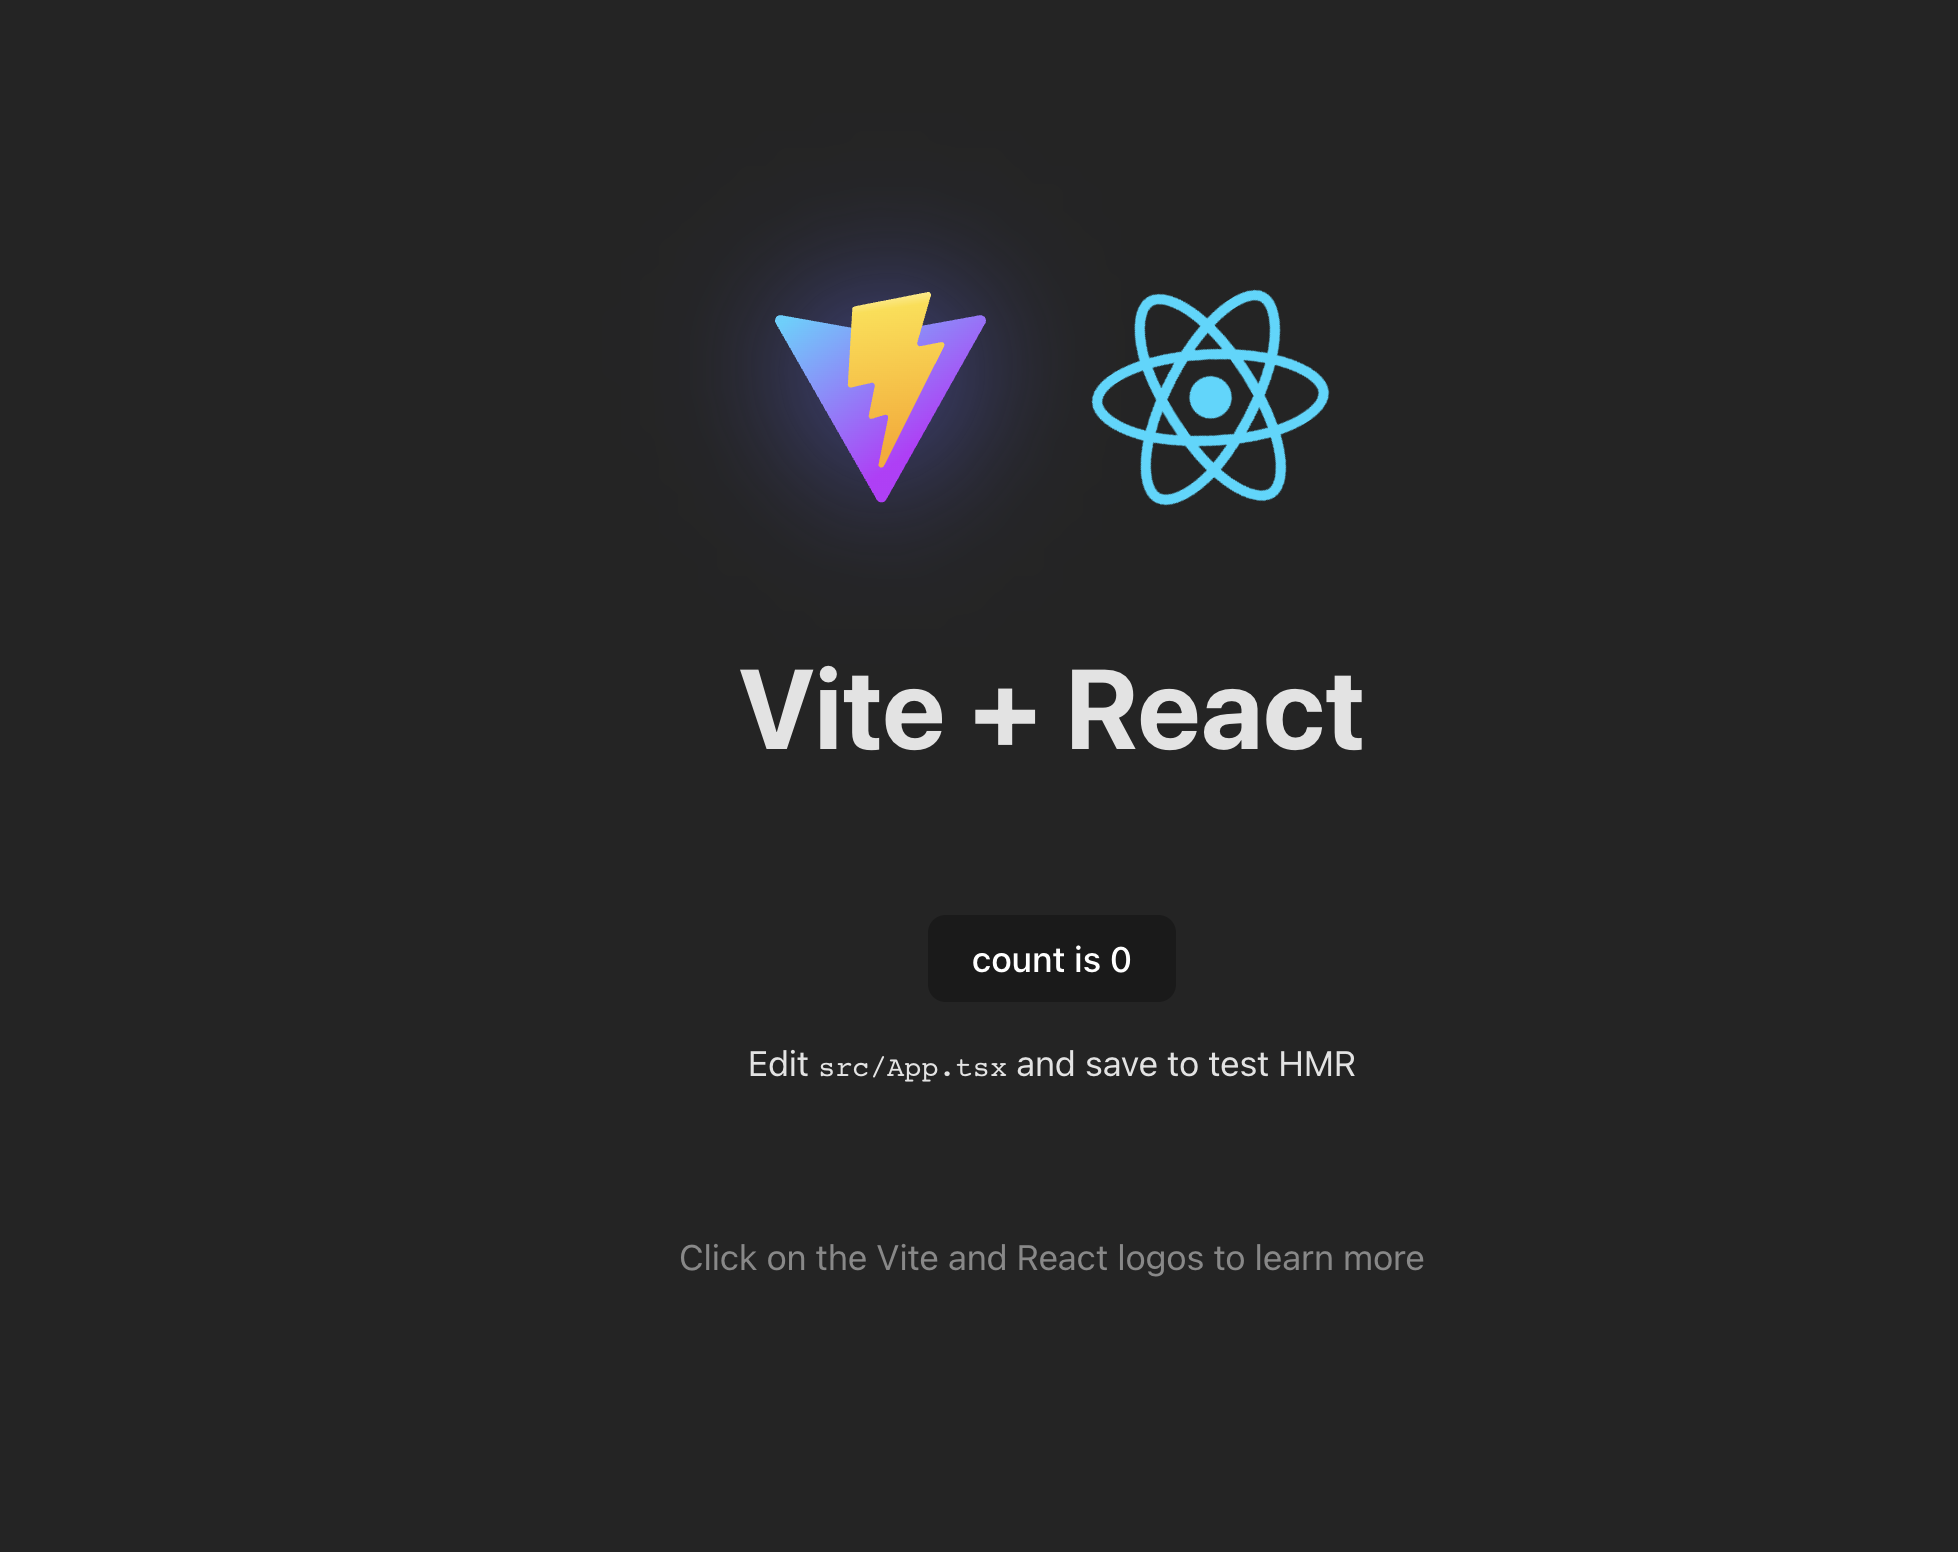 Vite + React
count is 0
Edit src/App.tsx and save to test HMR
Click on the Vite and React logos to learn more